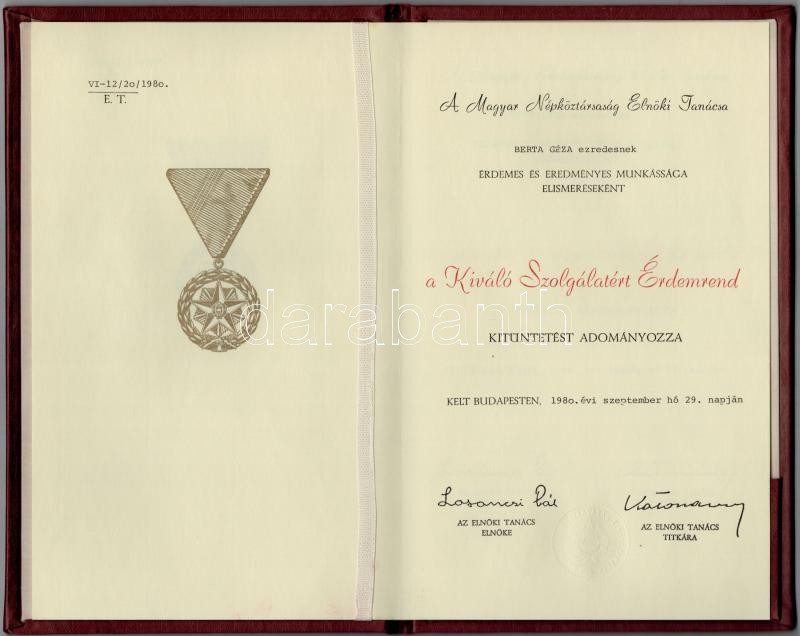 VI-12/2o/198o.
E. T.
A Magyar Népköztársaság Elnöki Tanácsa
BERTA GÉZA ezredesnek
ÉRDEMES ÉS EREDMÉNYES MUNKÁSSÁGA
ELISMERÉSEKÉNT
a Kiváló Szolgálatért Érdemrend
KITÜNTETÉST ADOMÁNYOZZA
KELT BUDAPESTEN, 198o. évi szeptember hő 29. napján
Losonczi Pál
AZ ELNÖKI TANÁCS
ELNÖKE
AZ ELNÖKI TANÁCS
TITKÁRA
darabanth.com